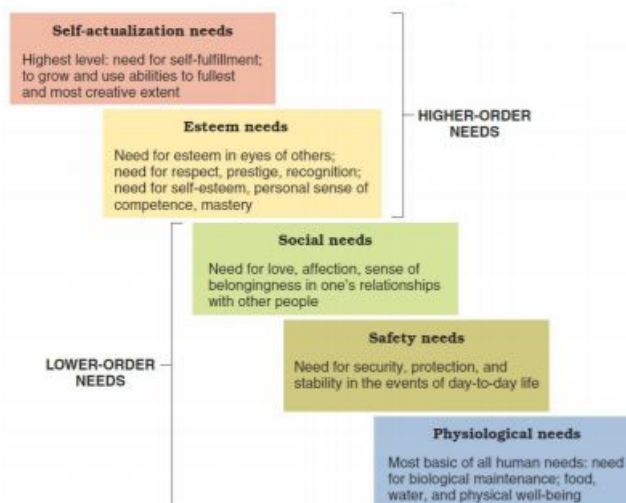 Self-actualization needs
Highest level: need for self-fulfillment;
to grow and use abilities to fullest
and most creative extent
HIGHER-ORDER
NEEDS
Esteem needs
Need for esteem in eyes of others;
need for respect, prestige, recognition;
need for self-esteem, personal sense of
competence, mastery
Social needs
Need for love, affection, sense of
belongingness in one's relationships
with other people
LOWER-ORDER
NEEDS
Safety needs
Need for security, protection, and
stability in the events of day-to-day life
Physiological needs
Most basic of all human needs: need
for biological maintenance; food,
water, and physical well-being